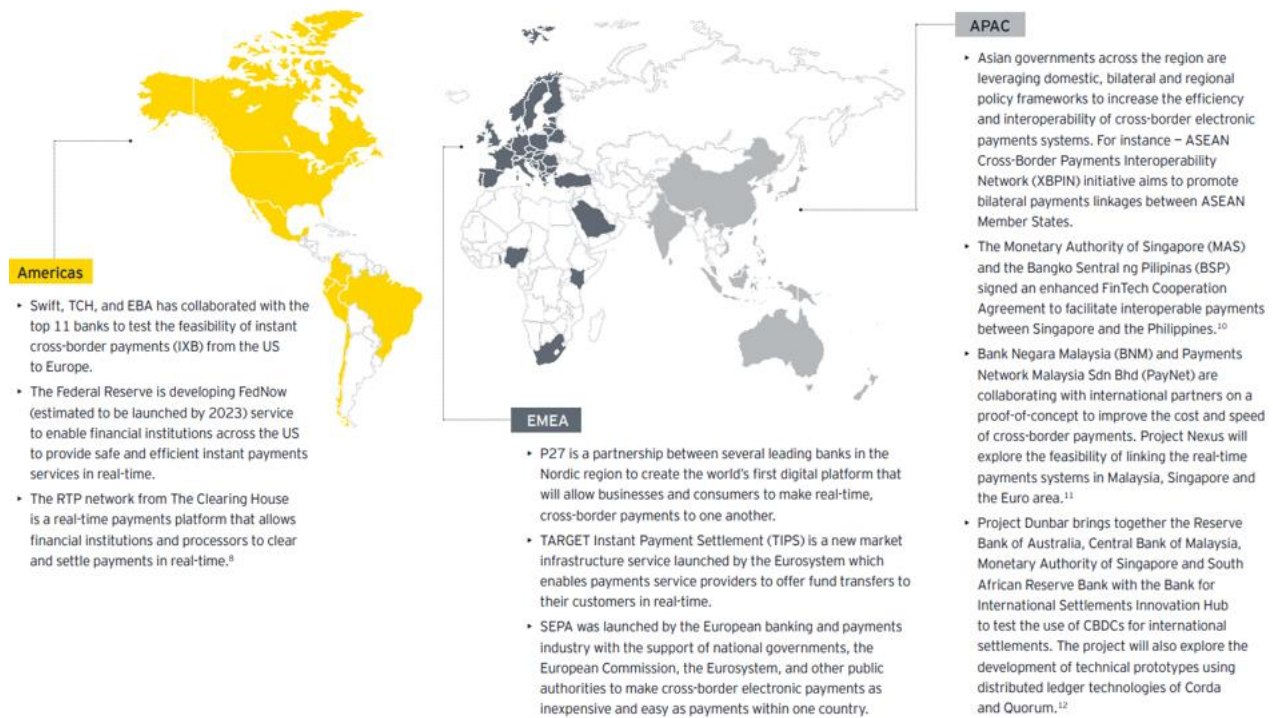 Americas
‣ Swift, TCH, and EBA has collaborated with the
top 11 banks to test the feasibility of instant
cross-border payments (IXB) from the US
to Europe.
‣ The Federal Reserve is developing FedNow
(estimated to be launched by 2023) service
to enable financial institutions across the US
to provide safe and efficient instant payments
services in real-time.
‣ The RTP network from The Clearing House
is a real-time payments platform that allows
financial institutions and processors to clear
and settle payments in real-time.⁸
EMEA
‣ P27 is a partnership between several leading banks in the
Nordic region to create the world's first digital platform that
will allow businesses and consumers to make real-time,
cross-border payments to one another.
‣ TARGET Instant Payment Settlement (TIPS) is a new market
infrastructure service launched by the Eurosystem which
enables payments service providers to offer fund transfers to
their customers in real-time.
‣ SEPA was launched by the European banking and payments
industry with the support of national governments, the
European Commission, the Eurosystem, and other public
authorities to make cross-border electronic payments as
inexpensive and easy as payments within one country.
APAC
‣ Asian governments across the region are
leveraging domestic, bilateral and regional
policy frameworks to increase the efficiency
and interoperability of cross-border electronic
payments systems. For instance – ASEAN
Cross-Border Payments Interoperability
Network (XBPIN) initiative aims to promote
bilateral payments linkages between ASEAN
Member States.
‣ The Monetary Authority of Singapore (MAS)
and the Bangko Sentral ng Pilipinas (BSP)
signed an enhanced FinTech Cooperation
Agreement to facilitate interoperable payments
between Singapore and the Philippines.¹⁰
‣ Bank Negara Malaysia (BNM) and Payments
Network Malaysia Sdn Bhd (PayNet) are
collaborating with international partners on a
proof-of-concept to improve the cost and speed
of cross-border payments. Project Nexus will
explore the feasibility of linking the real-time
payments systems in Malaysia, Singapore and
the Euro area.¹¹
‣ Project Dunbar brings together the Reserve
Bank of Australia, Central Bank of Malaysia,
Monetary Authority of Singapore and South
African Reserve Bank with the Bank for
International Settlements Innovation Hub
to test the use of CBDCs for international
settlements. The project will also explore the
development of technical prototypes using
distributed ledger technologies of Corda
and Quorum.¹²